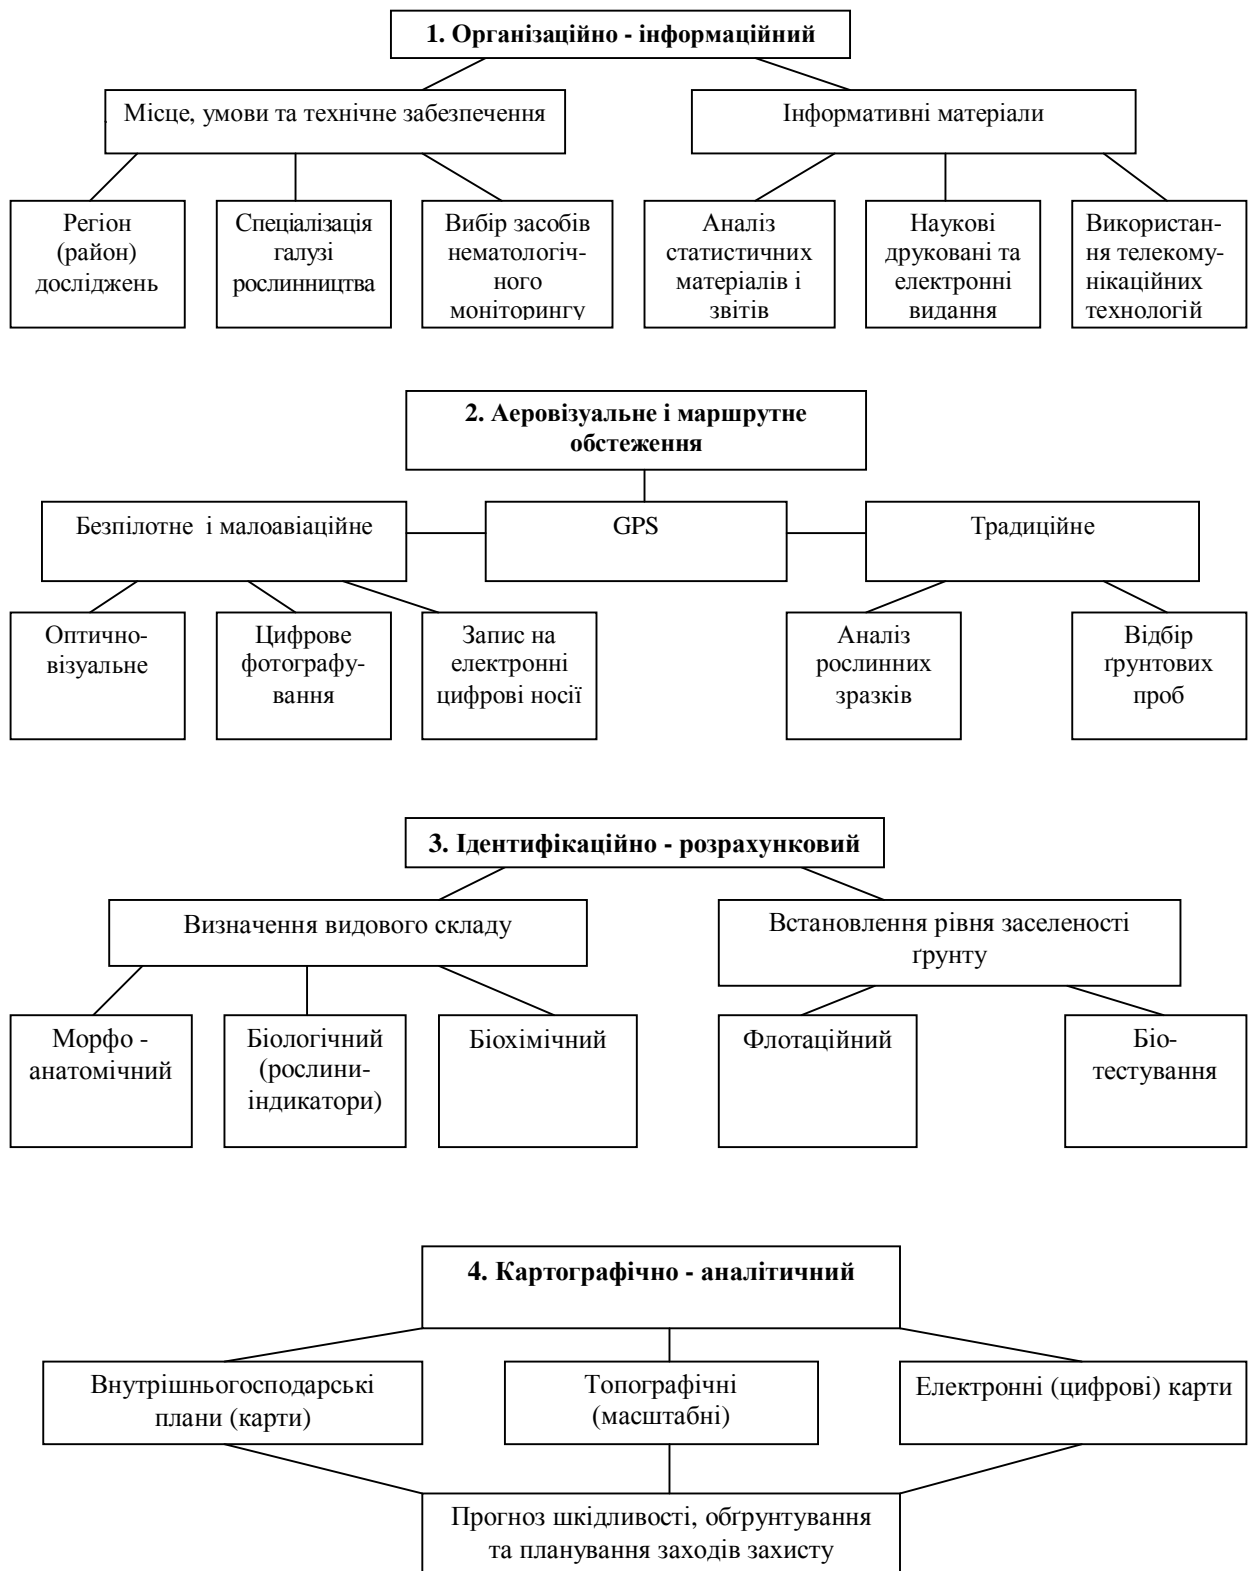 1. Організаційно - інформаційний
Місце, умови та технічне забезпечення
Інформативні матеріали
Регіон
(район)
досліджень
Спеціалізація
галузі
рослинництва
Вибір засобів
нематологіч-
ного
моніторингу
Аналіз
статистичних
матеріалів і
звітів
Наукові
друковані та
електронні
видання
Використан-
ня телекому-
нікаційних
технологій
2. Аеровізуальне і маршрутне
обстеження
Безпілотне і малоавіаційне
GPS
Традиційне
Оптично-
візуальне
Цифрове
фотографу-
вання
Запис на
електронні
цифрові носії
Аналіз
рослинних
зразків
Відбір
ґрунтових
проб
3. Ідентифікаційно - розрахунковий
Визначення видового складу
Встановлення рівня заселеності
ґрунту
Морфо -
анатомічний
Біологічний
(рослини-
індикатори)
Біохімічний
Флотаційний
Біо-
тестування
4. Картографічно - аналітичний
Внутрішньогосподарські
плани (карти)
Топографічні
(масштабні)
Електронні (цифрові) карти
Прогноз шкідливості, обґрунтування
та планування заходів захисту